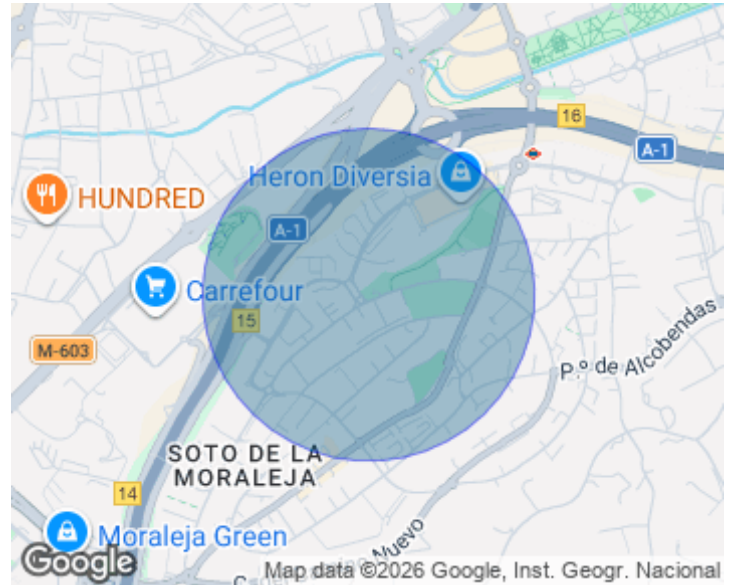 16
A-1
Heron Diversia
HUNDRED
A-1
Carrefour
15
M-603
P.º de Alcobendas
SOTO DE LA
MORALEJA
14
Moraleja Green
Nuevo
Google
Map data ©2026 Google, Inst. Geogr. Nacional